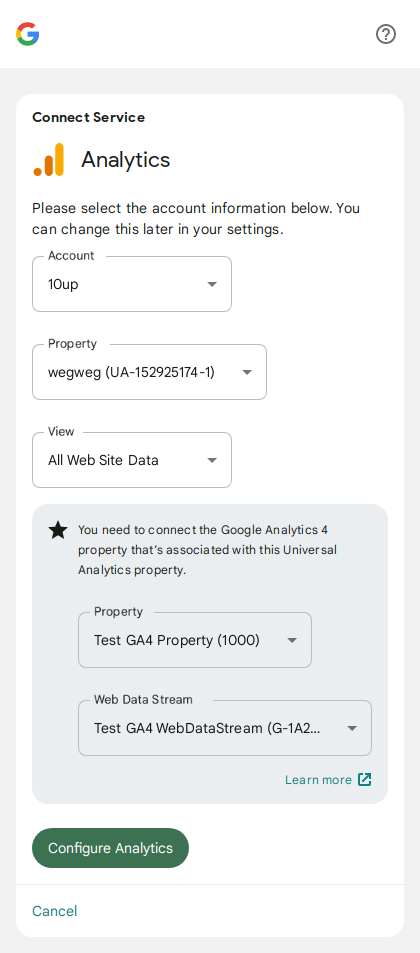 Connect Service
Analytics
Please select the account information below. You
can change this later in your settings.
Account
10up
Property
wegweg (UA-152925174-1)
View
All Web Site Data
You need to connect the Google Analytics 4
property that's associated with this Universal
Analytics property.
Property
Test GA4 Property (1000)
Web Data Stream
Test GA4 WebDataStream (G-1A2...
Learn more
Configure Analytics
Cancel